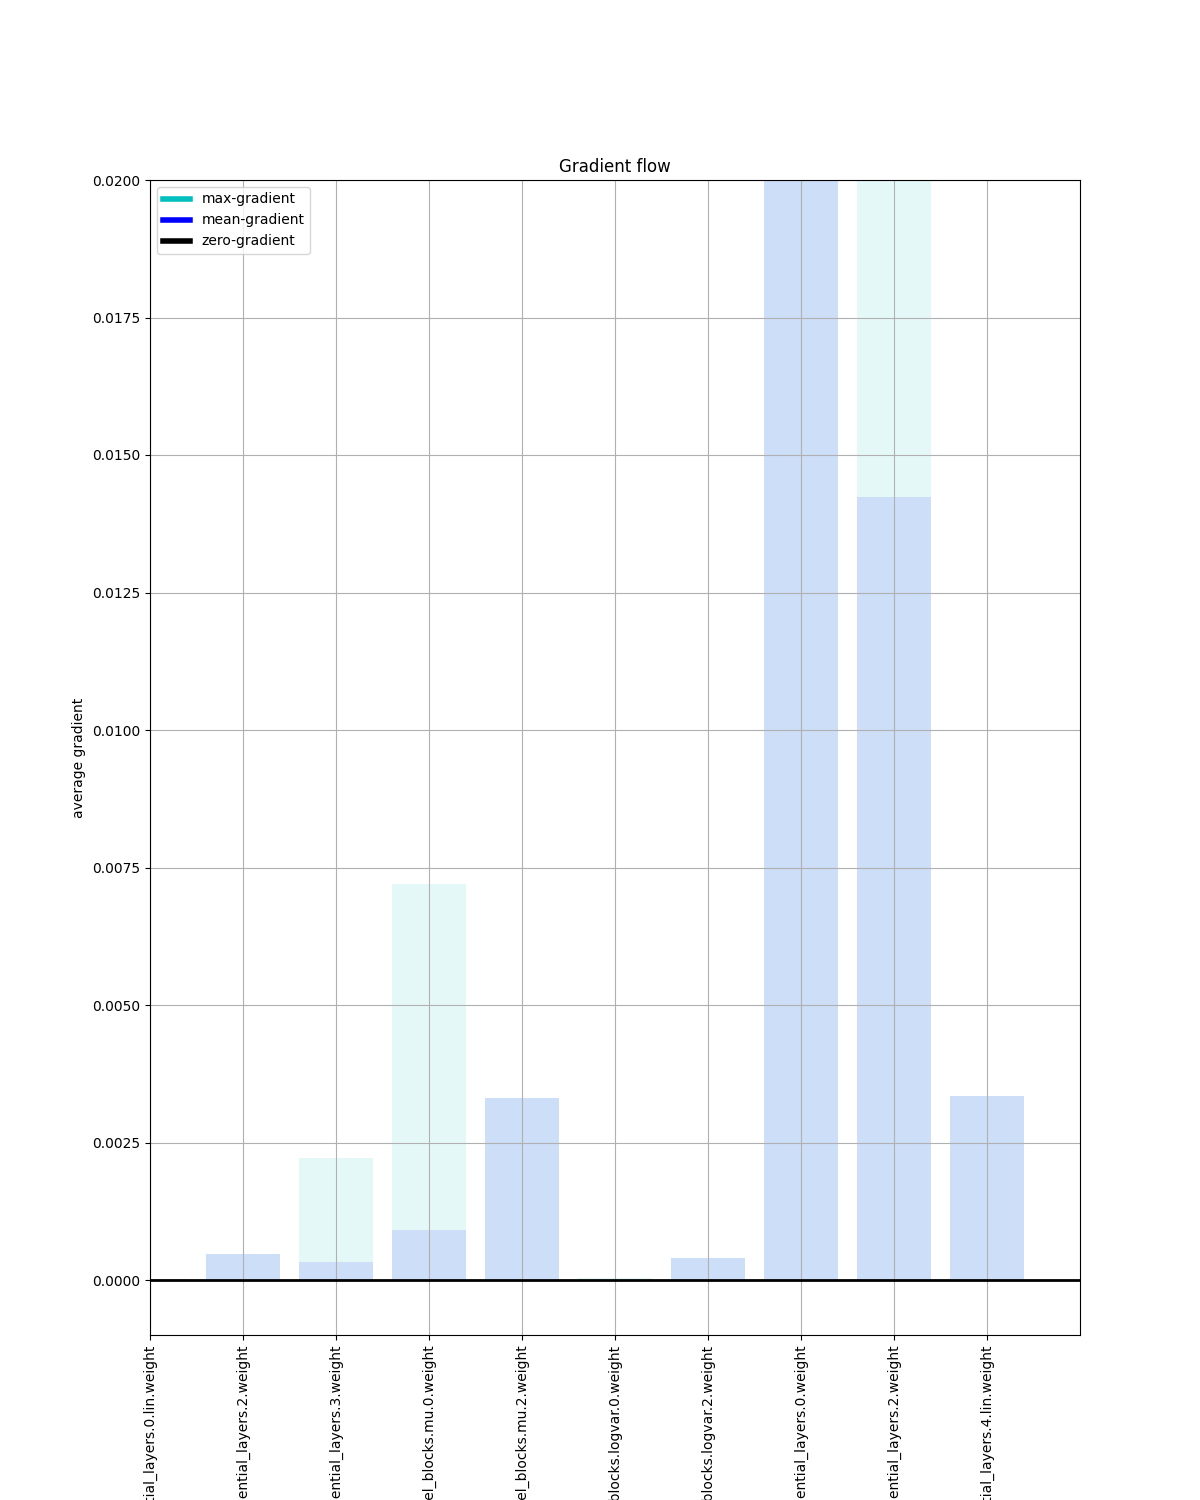 Gradient flow
max-gradient
mean-gradient
zero-gradient
0.0200
0.0175
0.0150
0.0125
0.0100
0.0075
0.0050
0.0025
0.0000
average gradient
tial_layers.0.lin.weight
ential_layers.2.weight
ential_layers.3.weight
el_blocks.mu.0.weight
el_blocks.mu.2.weight
blocks.logvar.0.weight
blocks.logvar.2.weight
ential_layers.0.weight
ential_layers.2.weight
tial_layers.4.lin.weight